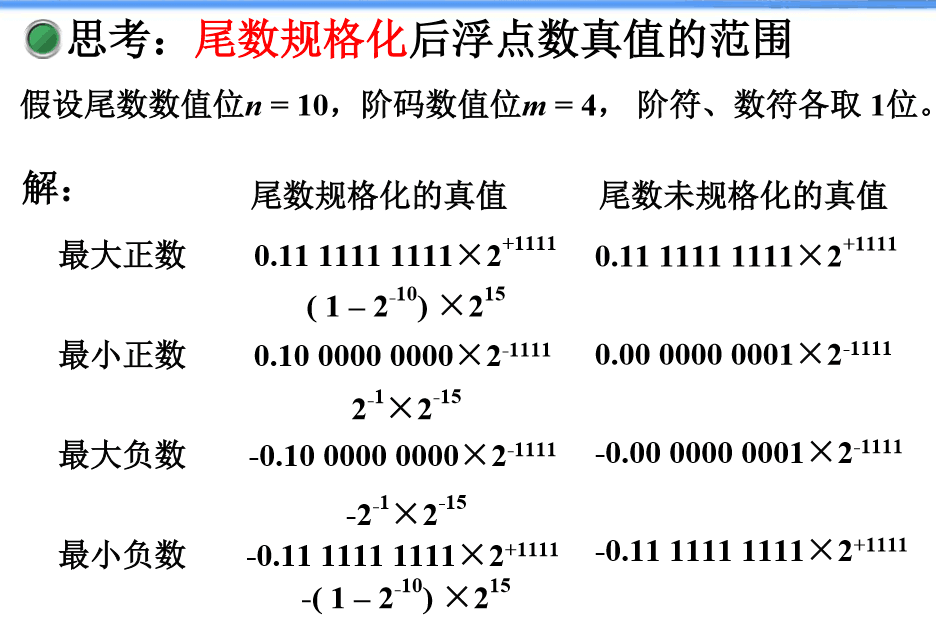 思考：尾数规格化后浮点数真值的范围
假设尾数数值位n = 10，阶码数值位m = 4， 阶符、数符各取 1位。
解：
尾数规格化的真值 尾数未规格化的真值
最大正数 0.11 1111 1111×2⁺¹¹¹¹ 0.11 1111 1111×2⁺¹¹¹¹
( 1 – 2⁻¹⁰) ×2¹⁵
最小正数 0.10 0000 0000×2⁻¹¹¹¹ 0.00 0000 0001×2⁻¹¹¹¹
2⁻¹×2⁻¹⁵
最大负数 -0.10 0000 0000×2⁻¹¹¹¹ -0.00 0000 0001×2⁻¹¹¹¹
-2⁻¹×2⁻¹⁵
最小负数 -0.11 1111 1111×2⁺¹¹¹¹ -0.11 1111 1111×2⁺¹¹¹¹
-( 1 – 2⁻¹⁰) ×2¹⁵